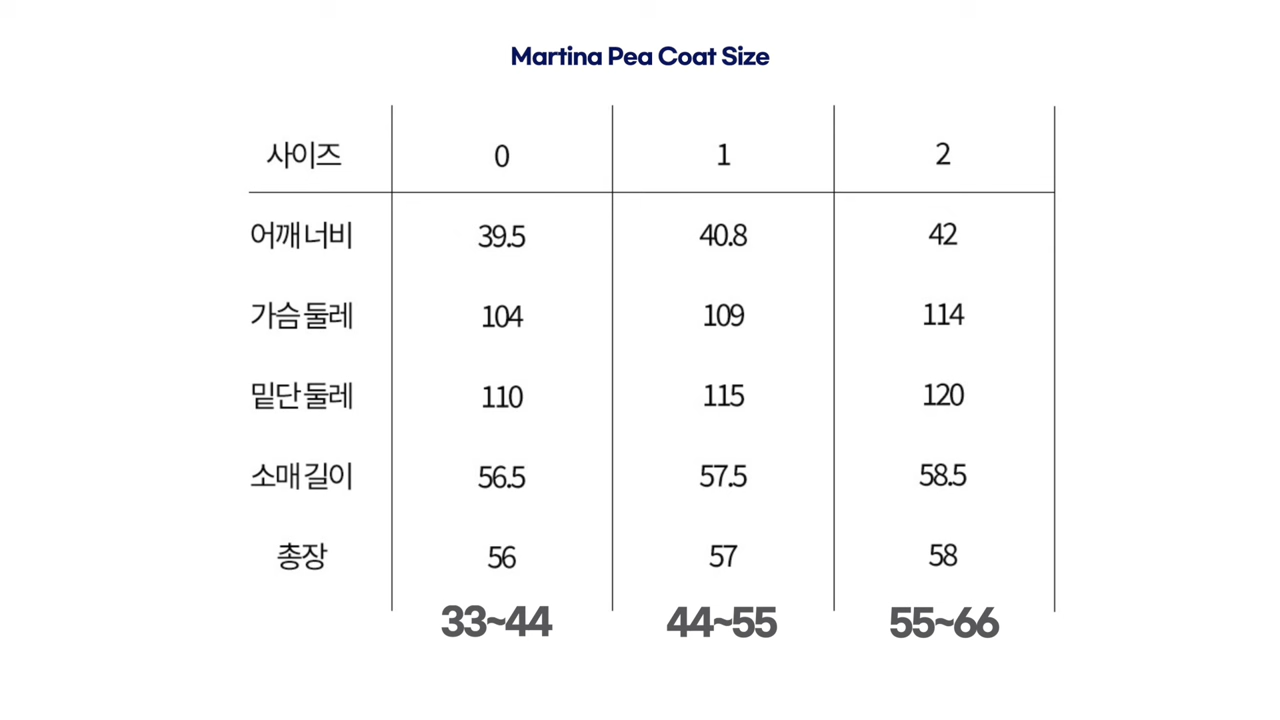 Martina Pea Coat Size
사이즈 0 1 2
어깨너비 39.5 40.8 42
가슴둘레 104 109 114
밑단둘레 110 115 120
소매길이 56.5 57.5 58.5
총장 56 57 58
33~44 44~55 55~66